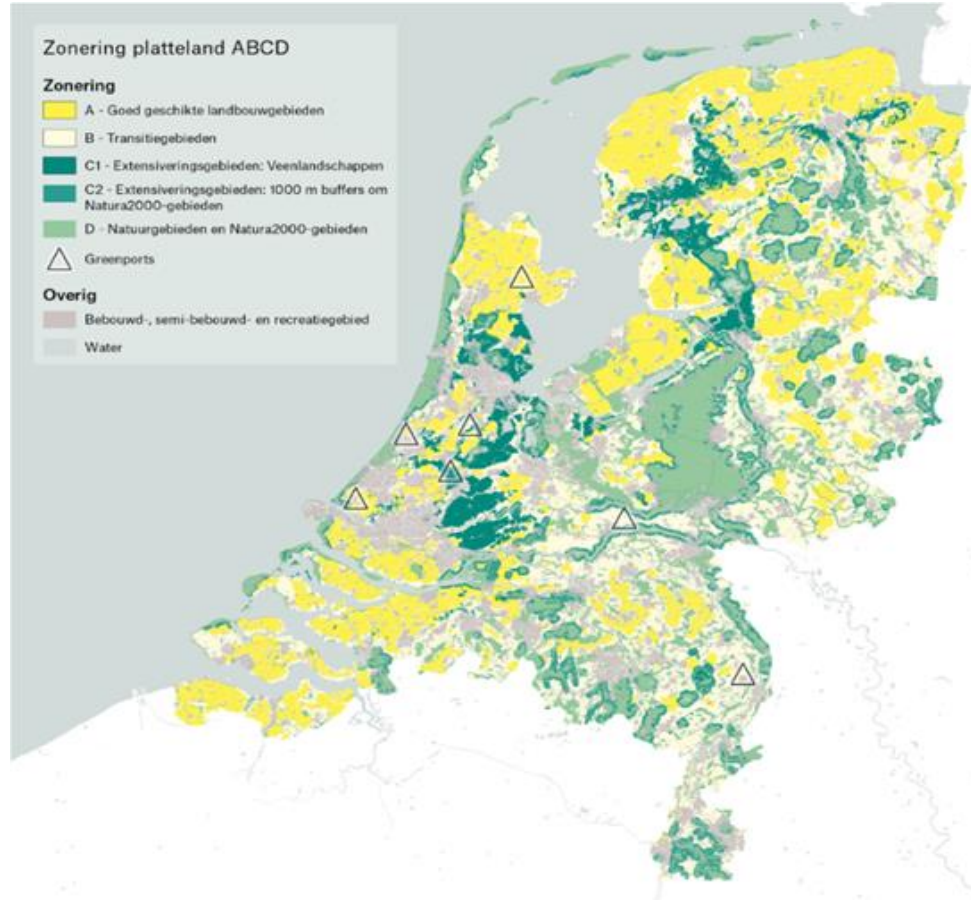 Zonering platteland ABCD
Zonering
A - Goed geschikte landbouwgebieden
B - Transitiegebieden
C1 - Extensiveringsgebieden: Veenlandschappen
C2 - Extensiveringsgebieden: 1000 m buffers om
Natura2000-gebieden
D - Natuurgebieden en Natura2000-gebieden
Greenports
Overig
Bebouwd-, semi-bebouwd- en recreatiegebied
Water